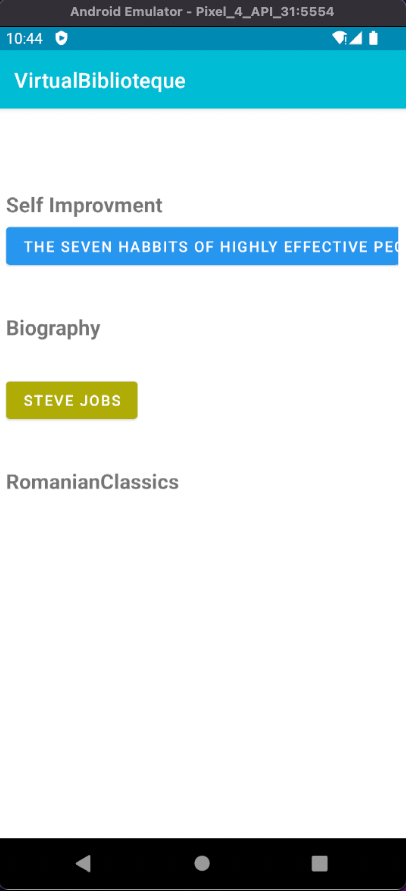 Android Emulator - Pixel_4_API_31:5554
10:44
VirtualBiblioteque
Self Improvment
THE SEVEN HABBITS OF HIGHLY EFFECTIVE
Biography
STEVE JOBS
RomanianClassics